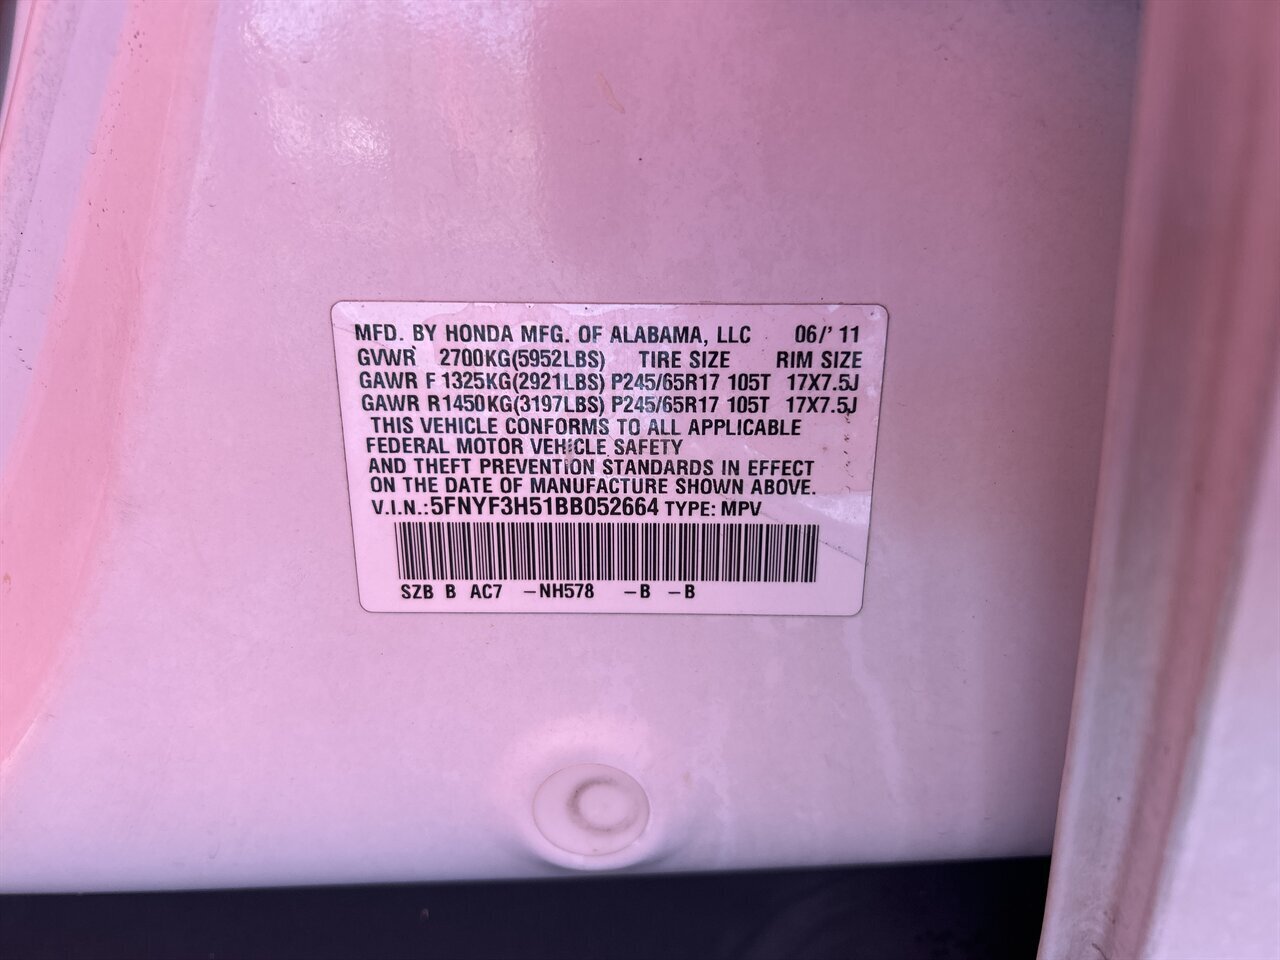 MFD. BY HONDA MFG. OF ALABAMA, LLC 06/' 11
GVWR 2700KG(5952LBS) TIRE SIZE RIM SIZE
GAWR F 1325KG(2921LBS) P245/65R17 105T 17X7.5J
GAWR R1450KG(3197LBS) P245/65R17 105T 17X7.5J
THIS VEHICLE CONFORMS TO ALL APPLICABLE
FEDERAL MOTOR VEHICLE SAFETY
AND THEFT PREVENTION STANDARDS IN EFFECT
ON THE DATE OF MANUFACTURE SHOWN ABOVE.
V.I.N.:5FNYF3H51BB052664 TYPE: MPV
SZB B AC7 -NH578 -B -B